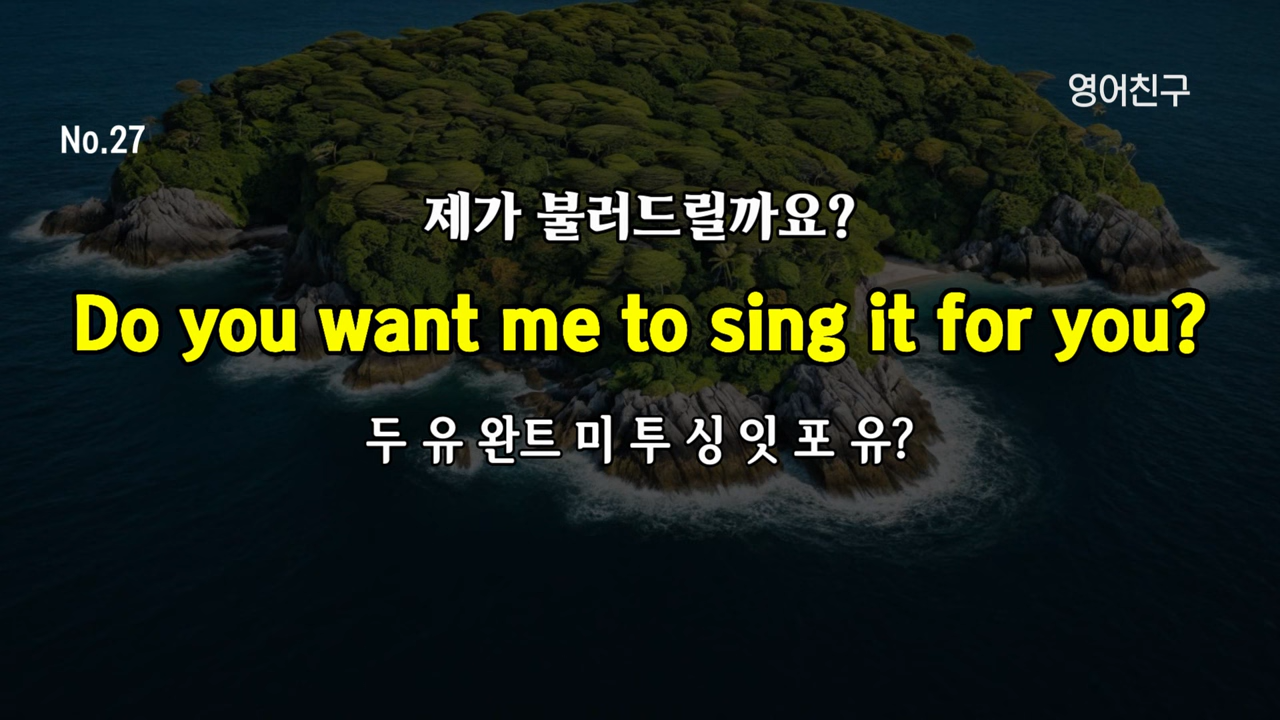 영어친구
No.27
제가 불러드릴까요?
Do you want me to sing it for you?
두 유 완트 미 투 싱 잇 포 유?